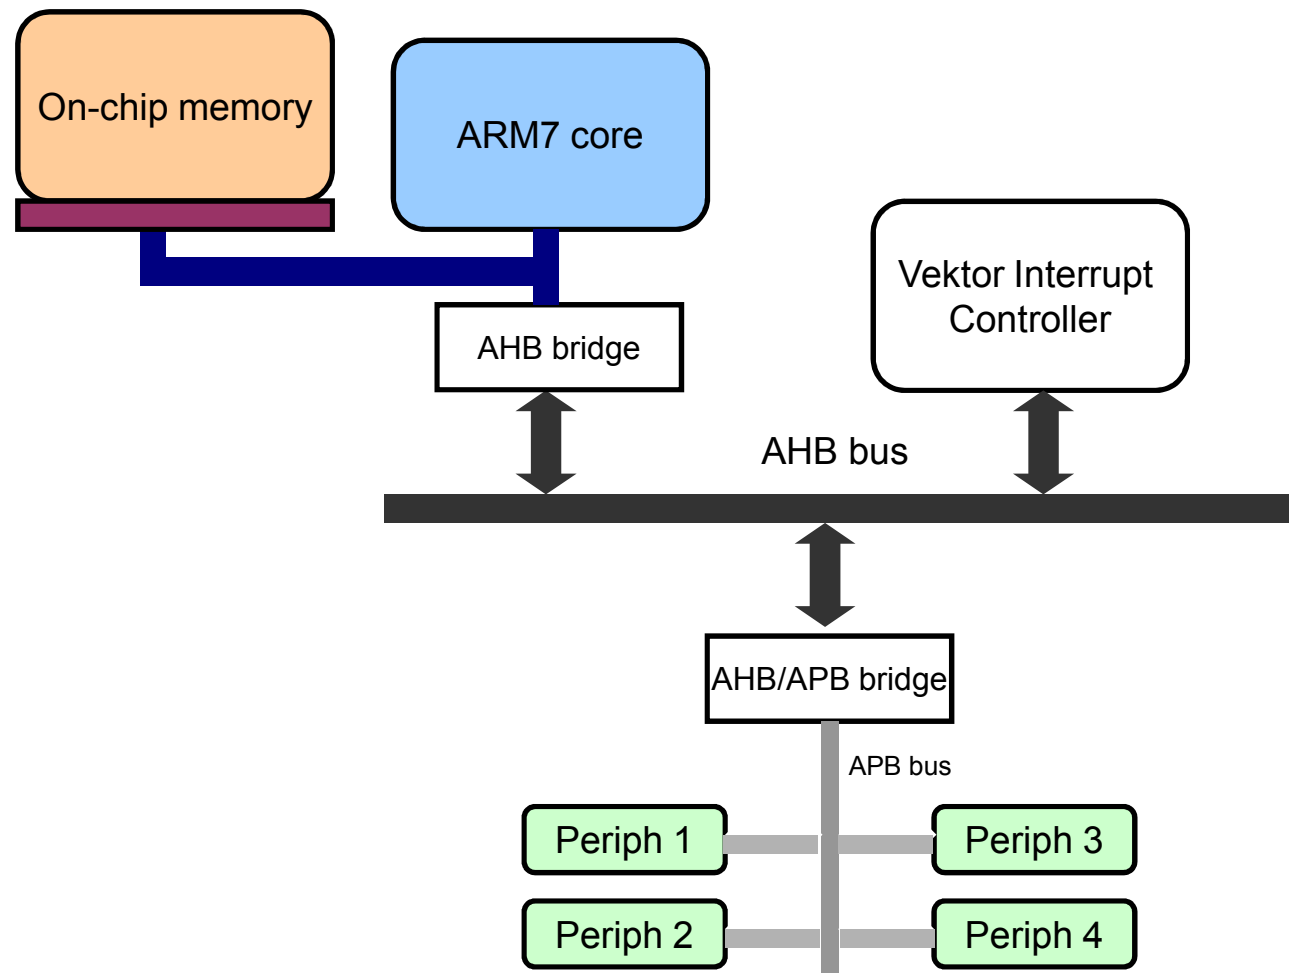 On-chip memory
ARM7 core
Vektor Interrupt
Controller
AHB bridge
AHB bus
AHB/APB bridge
APB bus
Periph 1
Periph 3
Periph 2
Periph 4